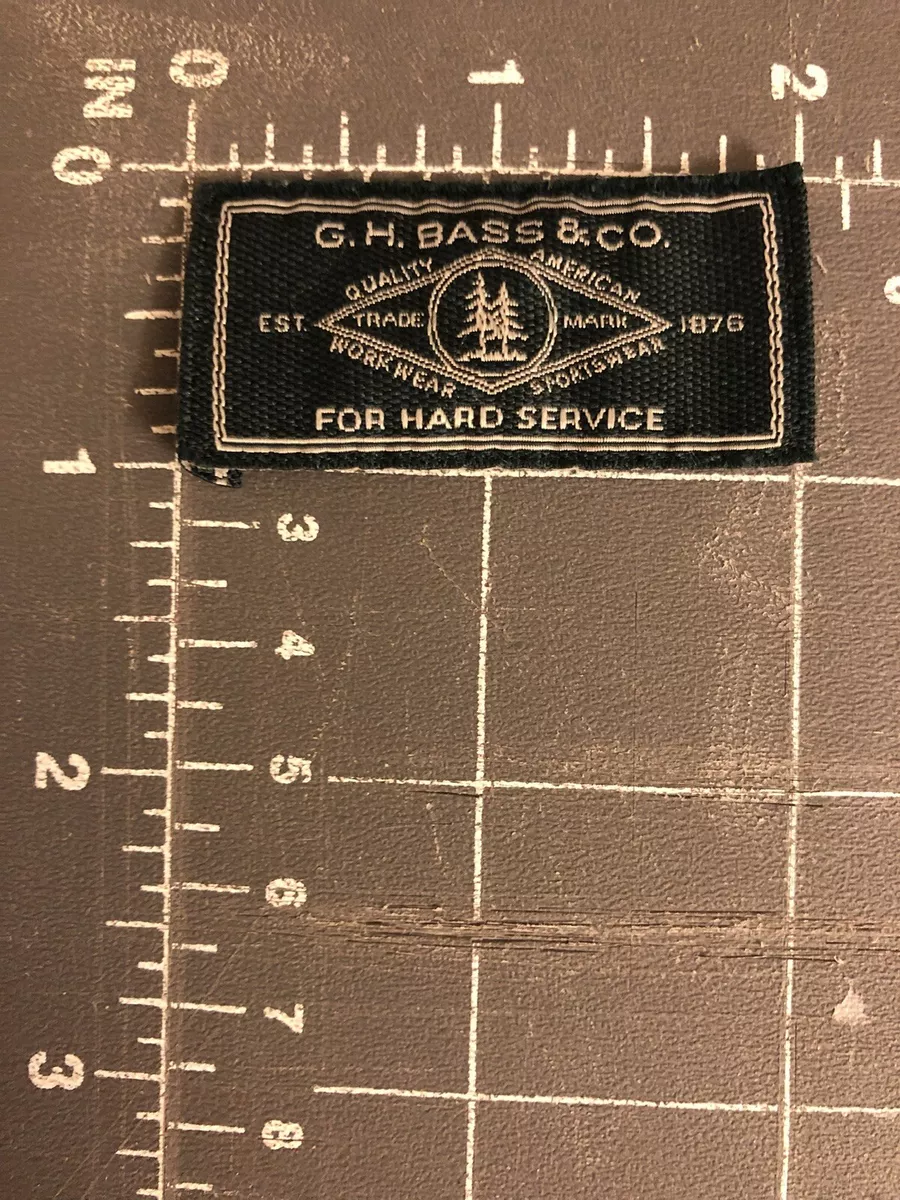 IN
0
1
2
0
G. H. BASS & CO.
QUALITY AMERICAN
EST. TRADE MARK 1876
WORKWEAR SPORTSWEAR
FOR HARD SERVICE
1
3
4
2
5
6
7
3
8